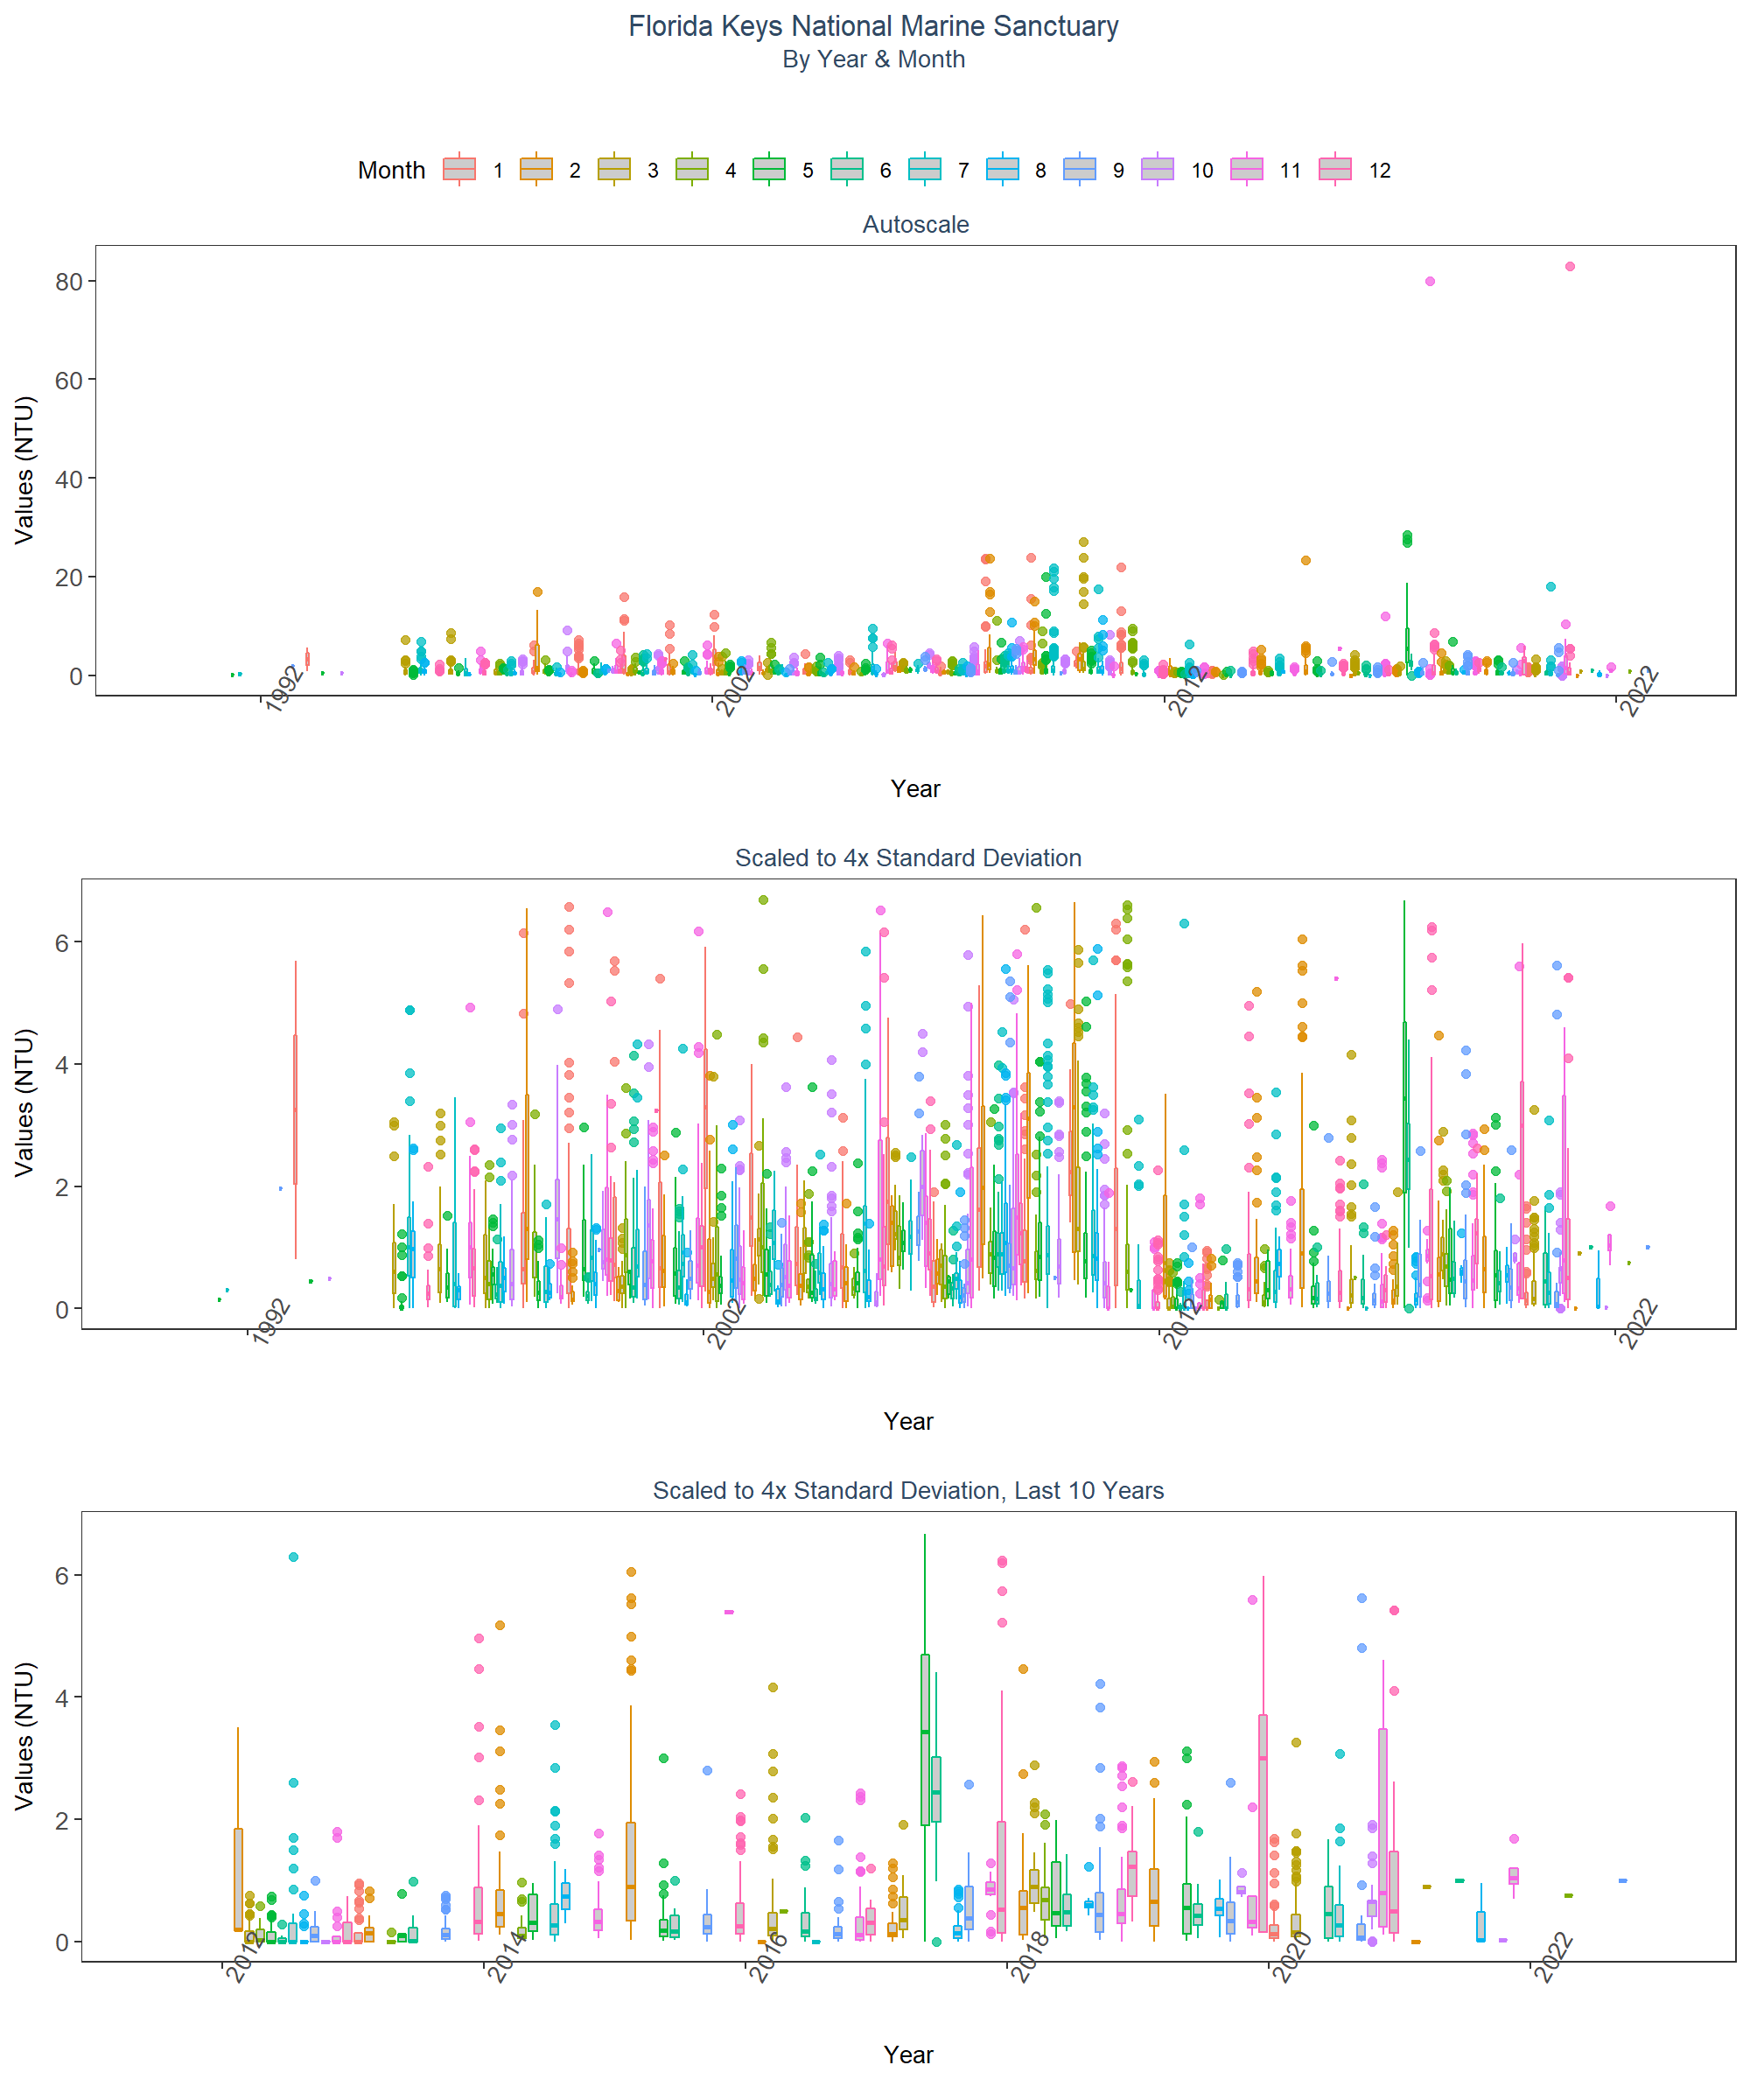 Florida Keys National Marine Sanctuary
By Year & Month
Month 1 2 3 4 5 6 7 8 9 10 11 12
Autoscale
Values (NTU)
80
60
40
20
0
1992 2002 2012 2022
Year
Scaled to 4x Standard Deviation
Values (NTU)
6
4
2
0
1992 2002 2012 2022
Year
Scaled to 4x Standard Deviation, Last 10 Years
Values (NTU)
6
4
2
0
2012 2014 2016 2018 2020 2022
Year